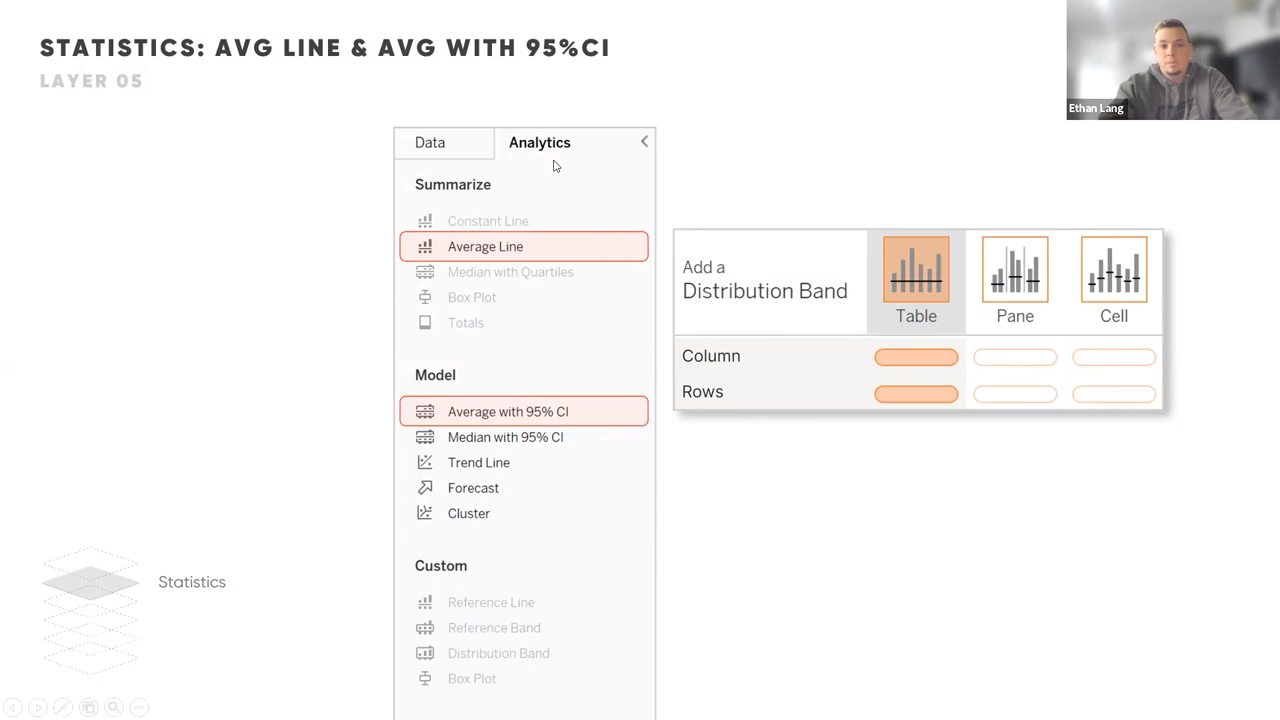 STATISTICS: AVG LINE & AVG WITH 95%CI
LAYER 05
Ethan Lang
Data
Analytics
Summarize
Constant Line
Average Line
Median with Quartiles
Box Plot
Totals
Model
Average with 95% CI
Median with 95% CI
Trend Line
Forecast
Cluster
Custom
Reference Line
Reference Band
Distribution Band
Box Plot
Add a
Distribution Band
Table
Pane
Cell
Column
Rows
Statistics